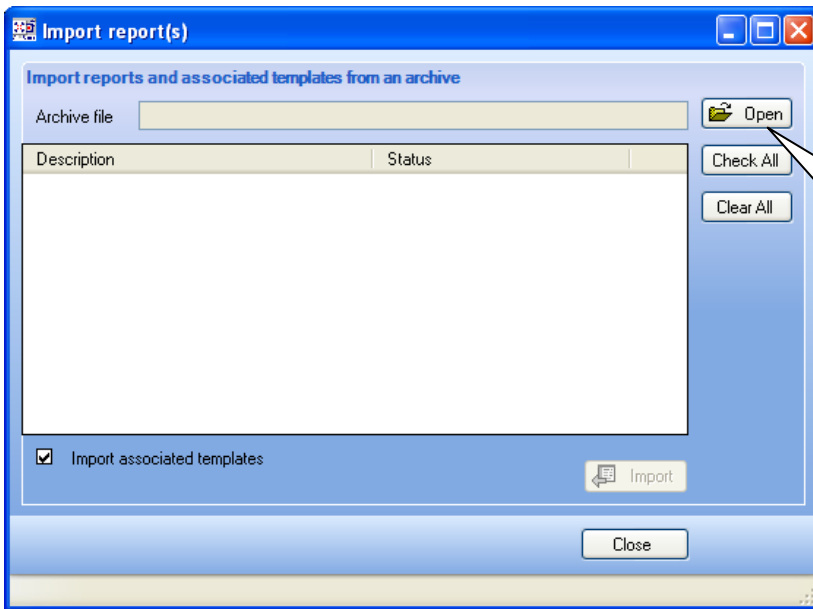 Import report(s)
Import reports and associated templates from an archive
Archive file
Open
Description Status
Check All
Clear All
Import associated templates
Import
Close